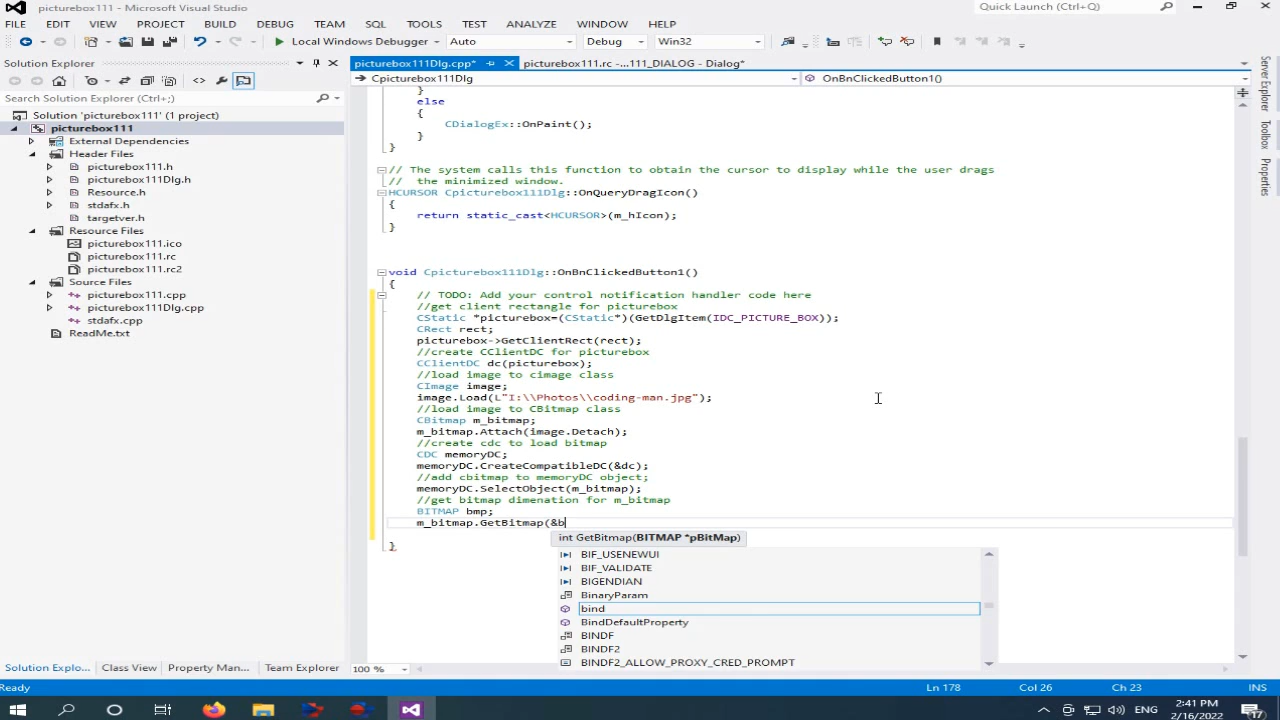 picturebox111 - Microsoft Visual Studio
Quick Launch (Ctrl+Q)
FILE EDIT VIEW PROJECT BUILD DEBUG TEAM SQL TOOLS TEST ANALYZE WINDOW HELP
Local Windows Debugger Auto Debug Win32
Solution Explorer
Search Solution Explorer (Ctrl+;)
Solution 'picturebox111' (1 project)
picturebox111
External Dependencies
Header Files
picturebox111.h
picturebox111Dlg.h
Resource.h
stdafx.h
targetver.h
Resource Files
picturebox111.ico
picturebox111.rc
picturebox111.rc2
Source Files
picturebox111.cpp
picturebox111Dlg.cpp
stdafx.cpp
ReadMe.txt
Solution Explo... Class View Property Man... Team Explorer
picturebox111Dlg.cpp* picturebox111.rc -...111_DIALOG - Dialog*
Cpicturebox111Dlg OnBnClickedButton1()
}
else
{
CDialogEx::OnPaint();
}
}
// The system calls this function to obtain the cursor to display while the user drags
// the minimized window.
HCURSOR Cpicturebox111Dlg::OnQueryDragIcon()
{
return static_cast<HCURSOR>(m_hIcon);
}
void Cpicturebox111Dlg::OnBnClickedButton1()
{
// TODO: Add your control notification handler code here
//get client rectangle for picturebox
CStatic *picturebox=(CStatic*)(GetDlgItem(IDC_PICTURE_BOX));
CRect rect;
picturebox->GetClientRect(rect);
//create CClientDC for picturebox
CClientDC dc(picturebox);
//load image to cimage class
CImage image;
image.Load(L"I:\\Photos\\coding-man.jpg");
//load image to CBitmap class
CBitmap m_bitmap;
m_bitmap.Attach(image.Detach);
//create cdc to load bitmap
CDC memoryDC;
memoryDC.CreateCompatibleDC(&dc);
//add cbitmap to memoryDC object;
memoryDC.SelectObject(m_bitmap);
//get bitmap dimenation for m_bitmap
BITMAP bmp;
m_bitmap.GetBitmap(&b
int GetBitmap(BITMAP *pBitMap)
}
BIF_USENEWUI
BIF_VALIDATE
BIGENDIAN
BinaryParam
bind
BindDefaultProperty
BINDF
BINDF2
BINDF2_ALLOW_PROXY_CRED_PROMPT
100 %
Server Explorer
Toolbox
Properties
Ready Ln 178 Col 26 Ch 23 INS
ENG
2:41 PM
2/16/2022
17